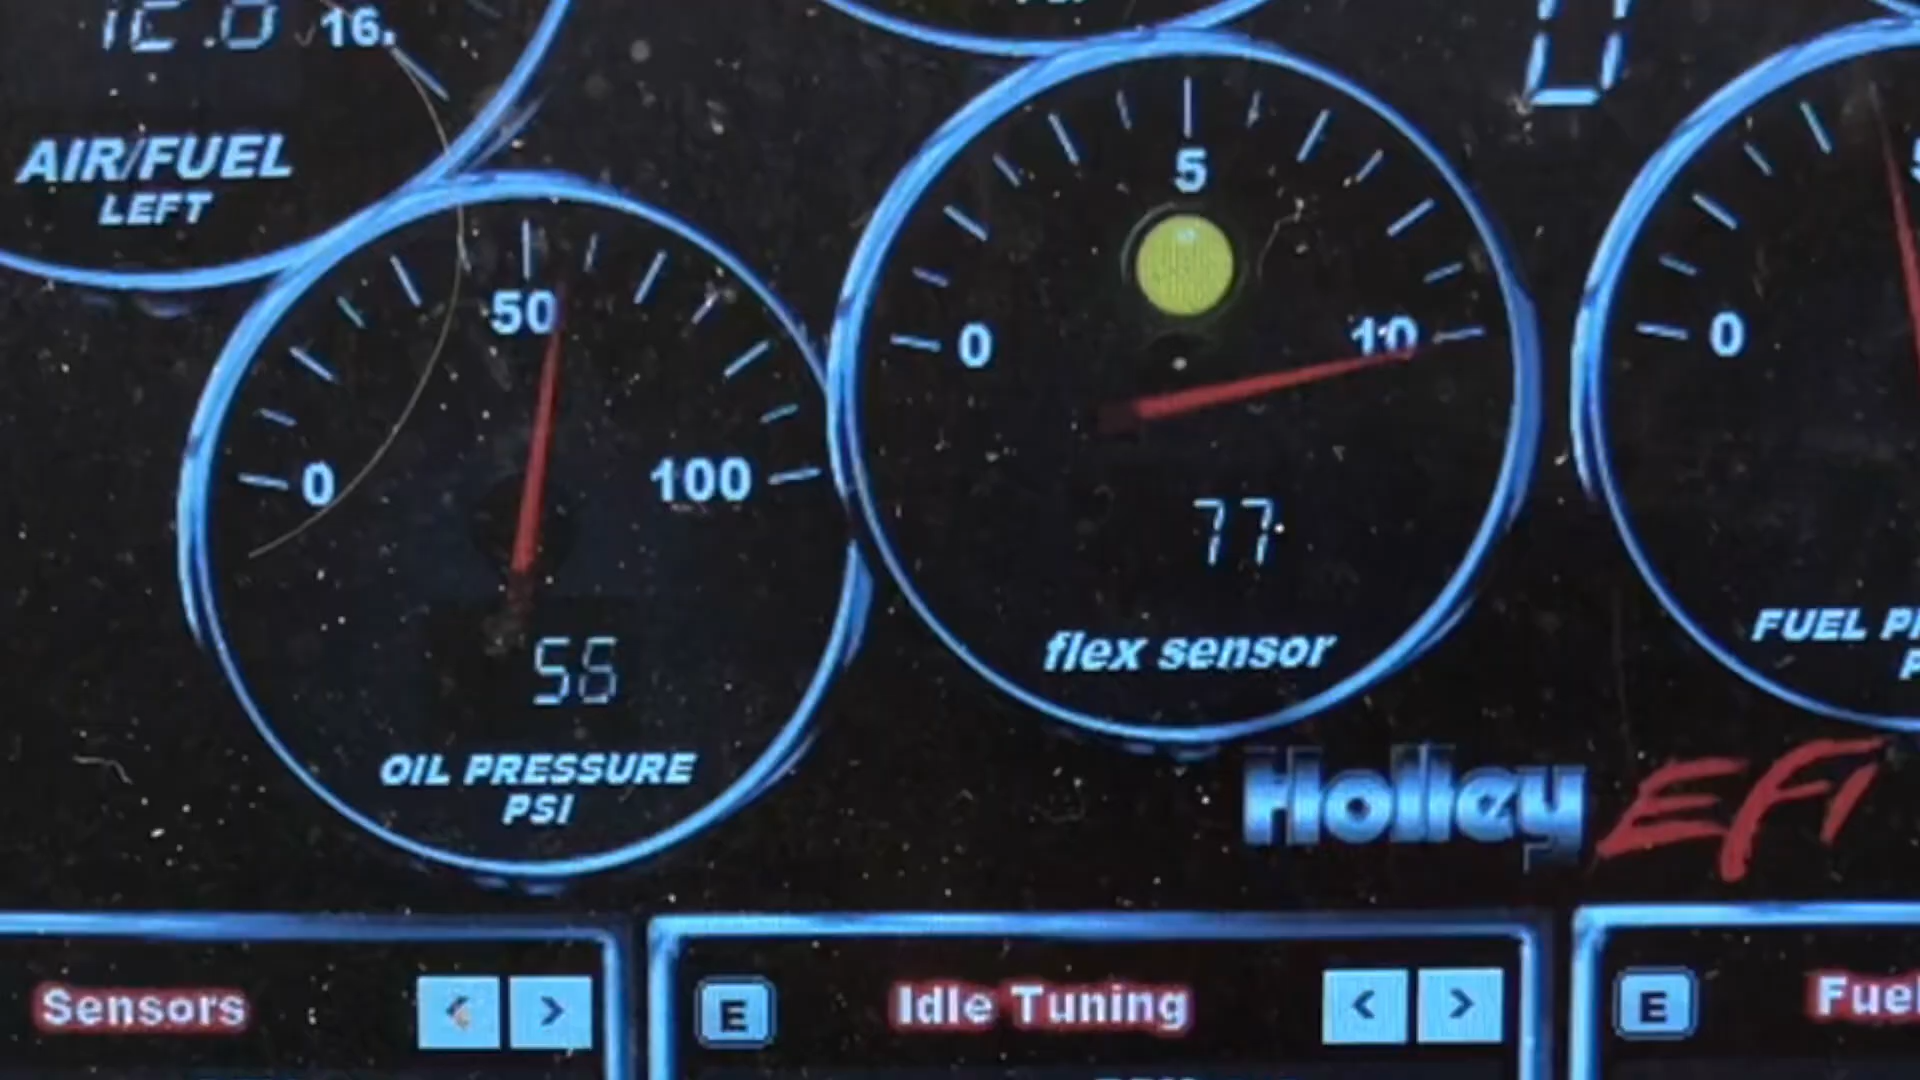 16.
AIR/FUEL
LEFT
50
0
100
56
OIL PRESSURE
PSI
5
0
10
77
flex sensor
0
FUEL
Holley EFI
Sensors
< >
E
Idle Tuning
< >
E
Fuel